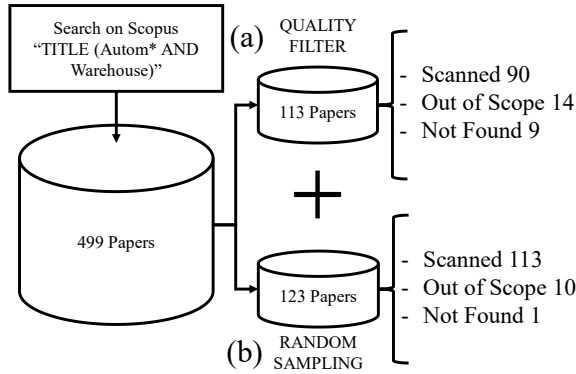 Search on Scopus
“TITLE (Autom* AND
Warehouse)”
499 Papers
(a)
QUALITY
FILTER
113 Papers
- Scanned 90
- Out of Scope 14
- Not Found 9
123 Papers
- Scanned 113
- Out of Scope 10
- Not Found 1
(b)
RANDOM
SAMPLING